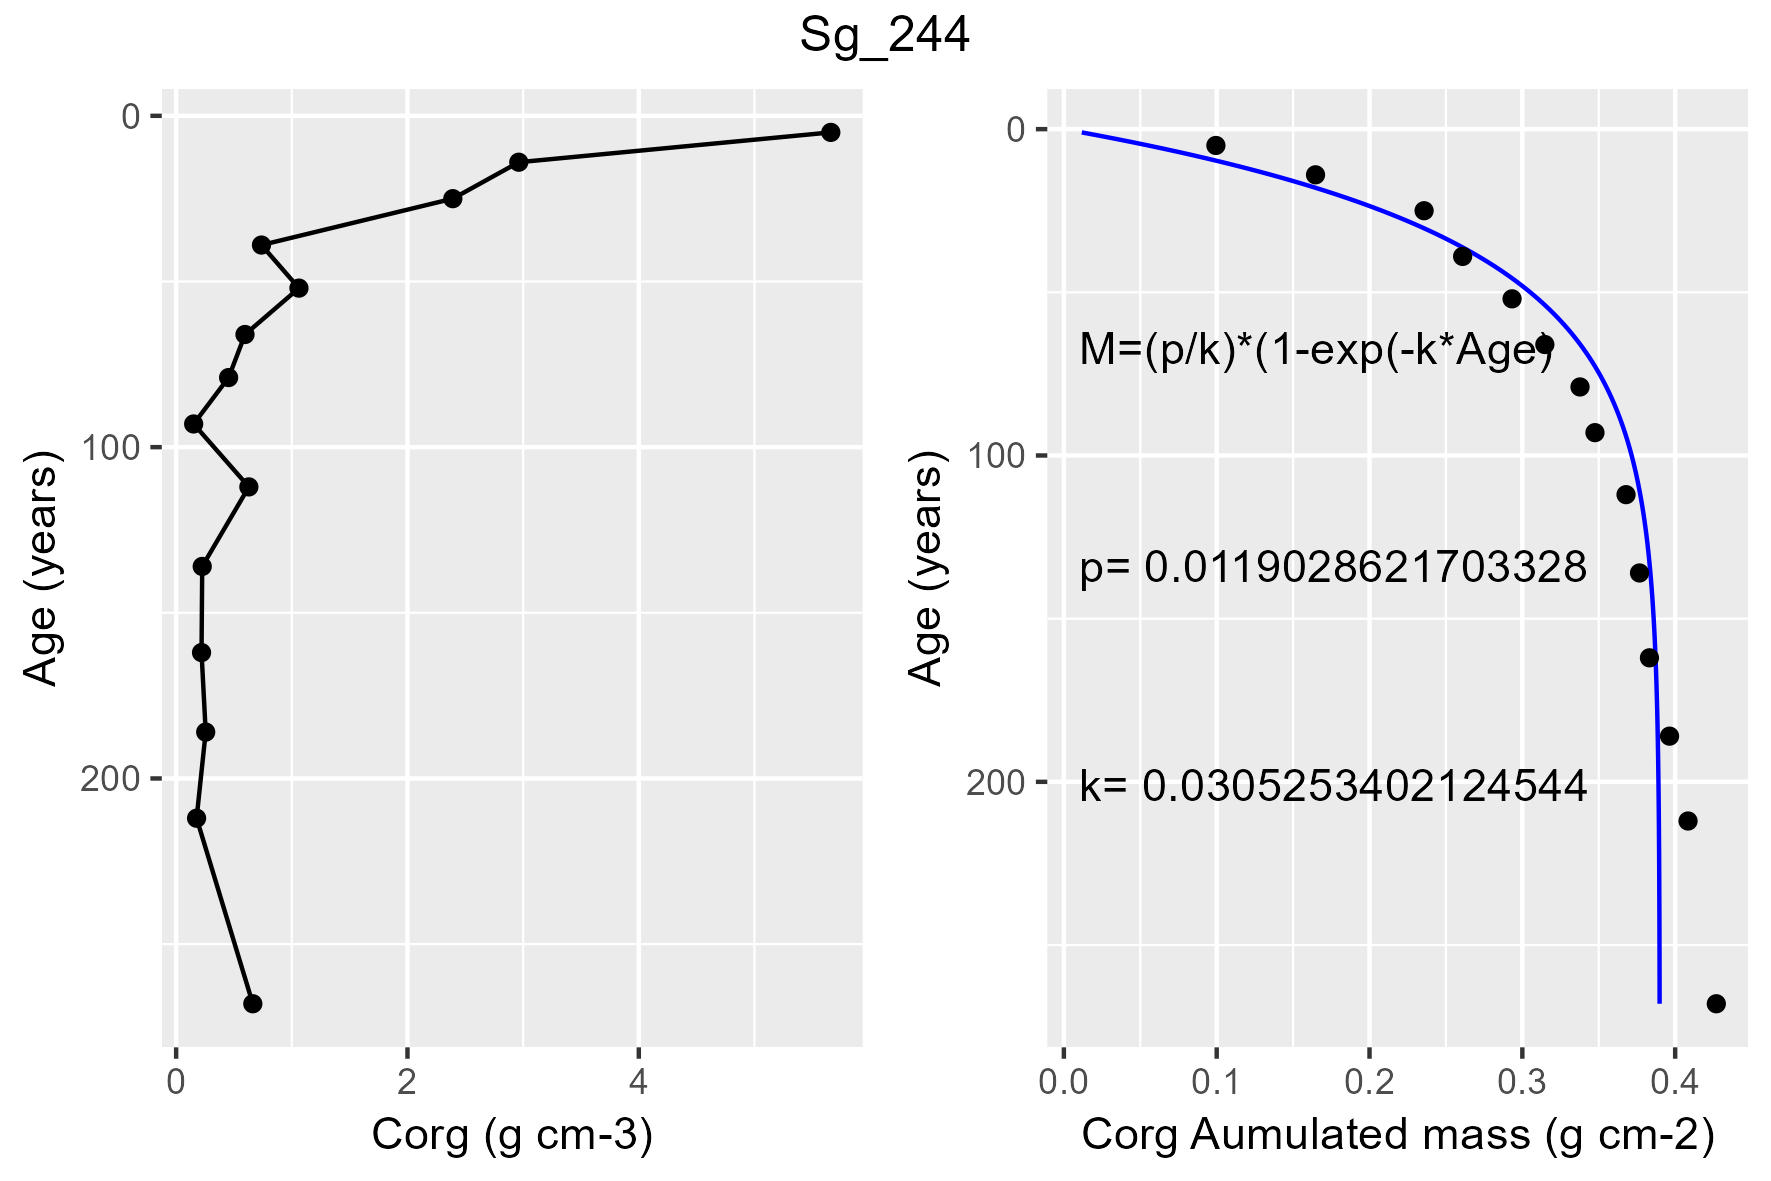 Sg_244
0
100
200
Age (years)
0
2
4
Corg (g cm-3)
0
100
200
Age (years)
M=(p/k)*(1-exp(-k*Age)
p= 0.0119028621703328
k= 0.0305253402124544
0.0
0.1
0.2
0.3
0.4
Corg Aumulated mass (g cm-2)